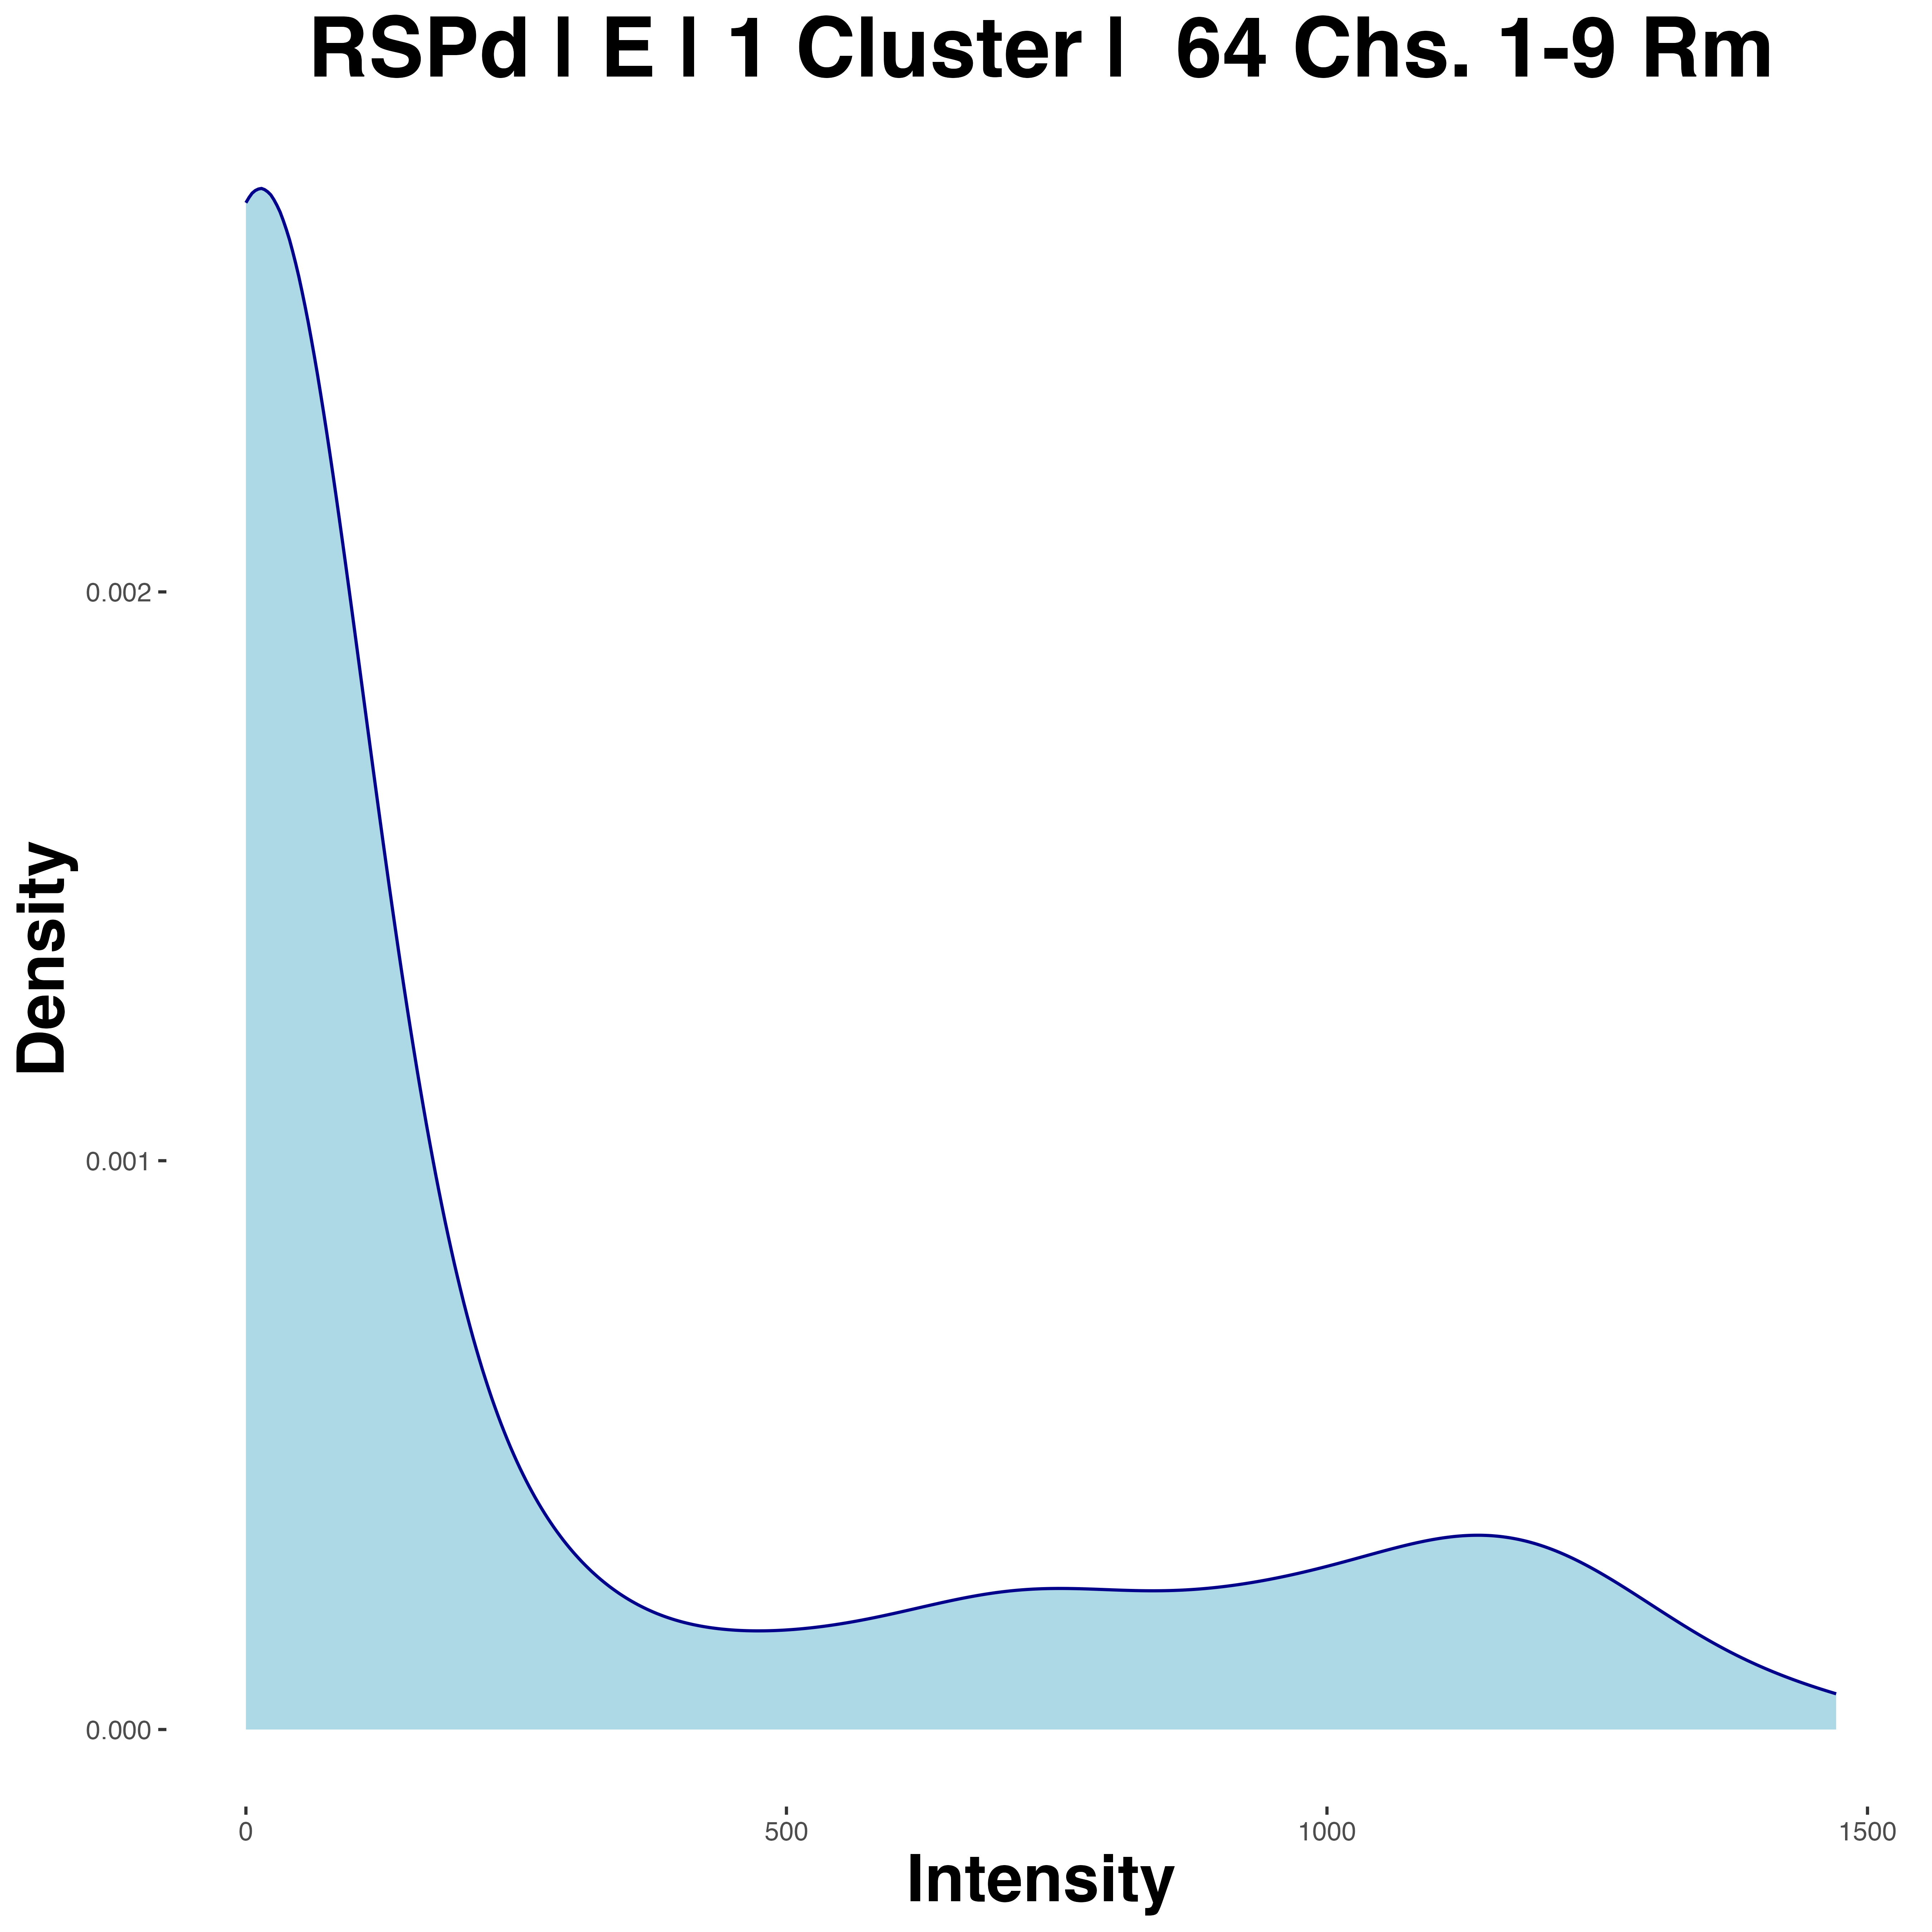 RSPd | E | 1 Cluster |  64 Chs. 1-9 Rm
Density
0.002
0.001
0.000
0 500 1000 1500
Intensity